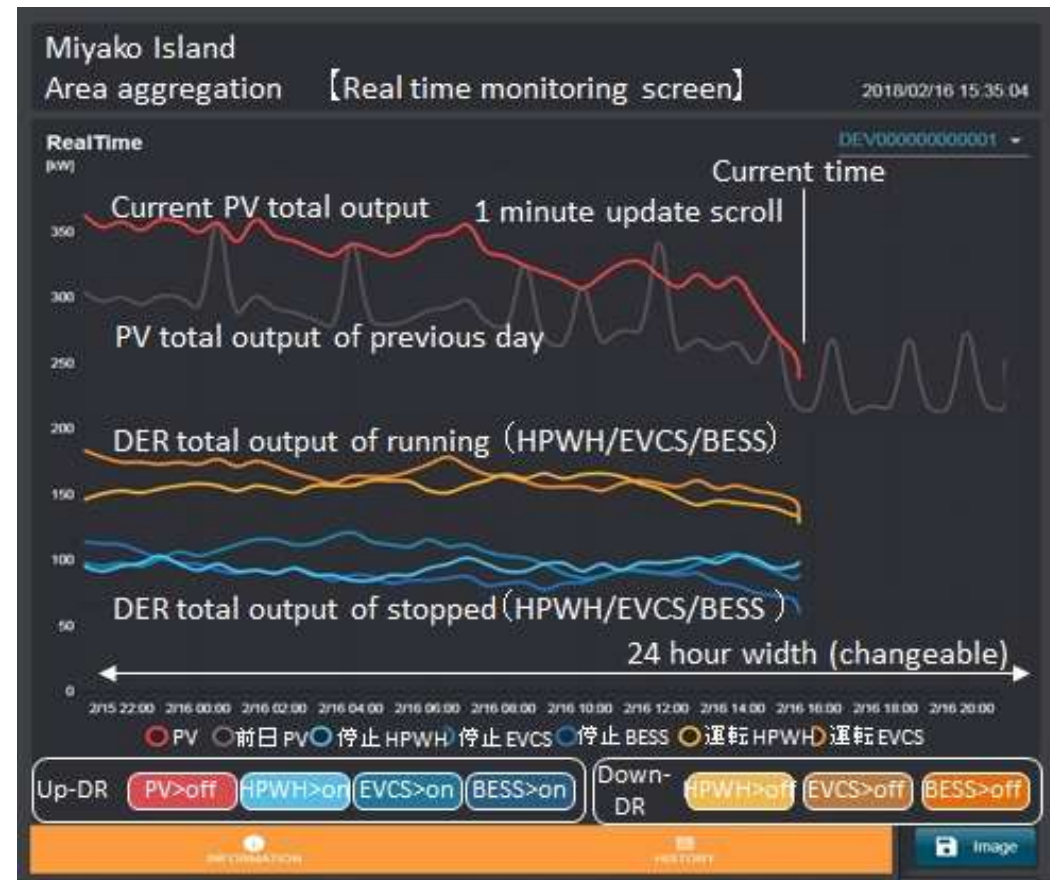 Miyako Island
Area aggregation 【Real time monitoring screen】 2018/02/16 15:35:04
RealTime DEV000000000001
[kW]
Current time
Current PV total output 1 minute update scroll
350
300
PV total output of previous day
250
200
DER total output of running (HPWH/EVCS/BESS)
150
100
DER total output of stopped(HPWH/EVCS/BESS )
50
24 hour width (changeable)
0
2/15 22:00 2/16 00:00 2/16 02:00 2/16 04:00 2/16 06:00 2/16 08:00 2/16 10:00 2/16 12:00 2/16 14:00 2/16 16:00 2/16 18:00 2/16 20:00
PV 前日 PV 停止 HPWH 停止 EVCS 停止 BESS 運転 HPWH 運転 EVCS
Up-DR PV>off HPWH>on EVCS>on BESS>on Down-DR HPWH>off EVCS>off BESS>off
INFORMATION HISTORY Image